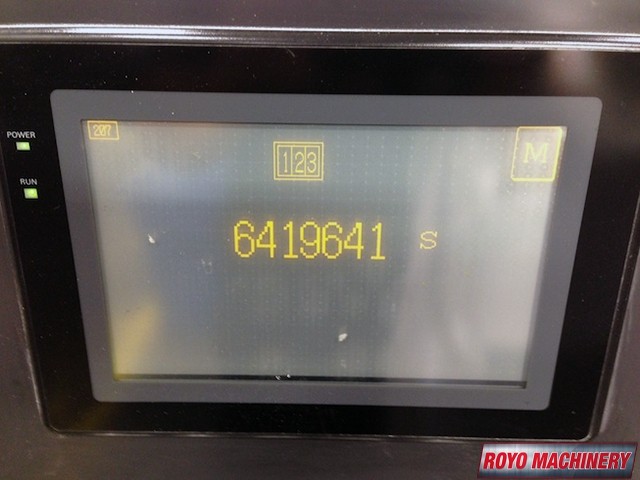 207
POWER
123
M
RUN
6419641 S
ROYO MACHINERY